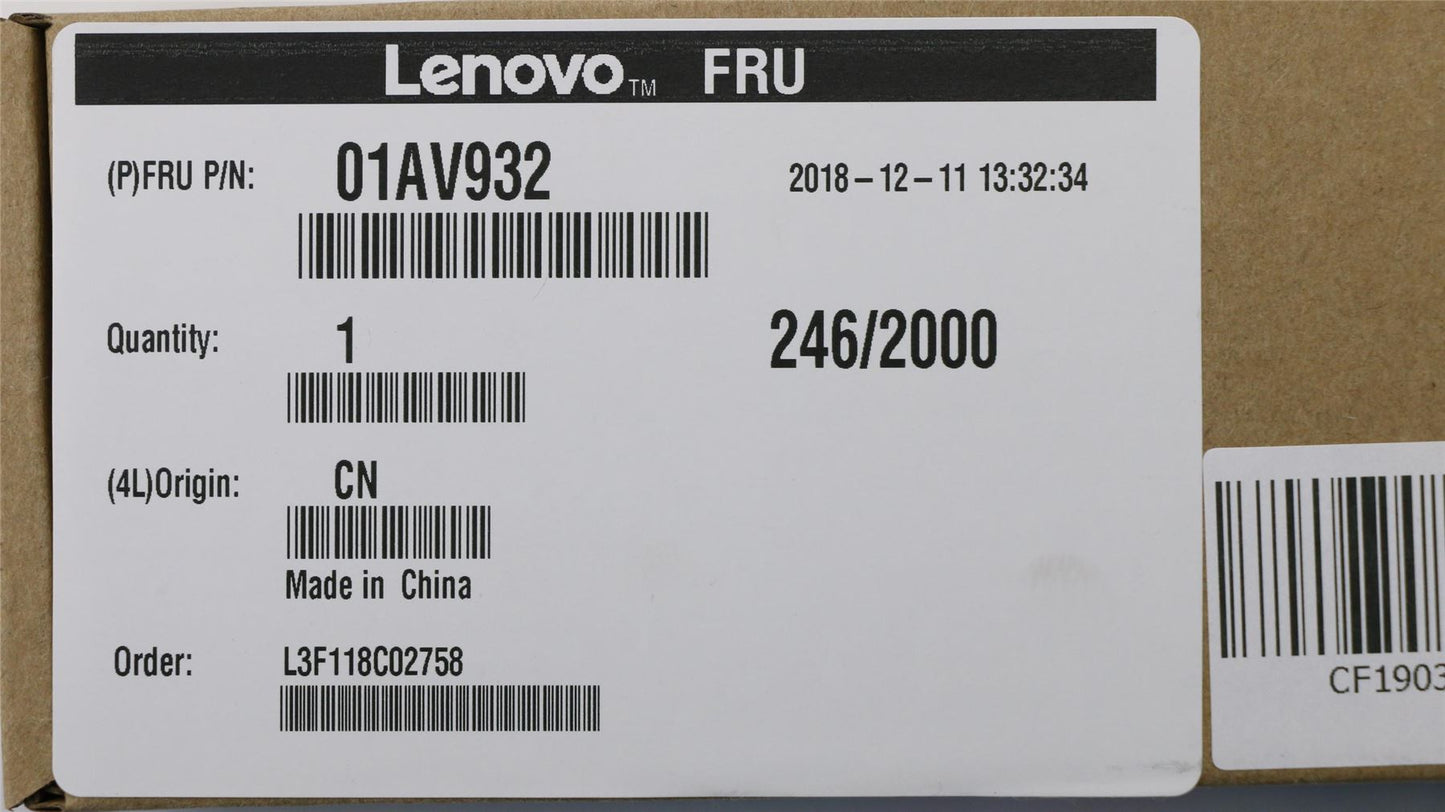 Lenovo™ FRU
(P)FRU P/N: 01AV932 2018-12-11 13:32:34
Quantity: 1 246/2000
(4L)Origin: CN
Made in China
Order: L3F118C02758
CF1903